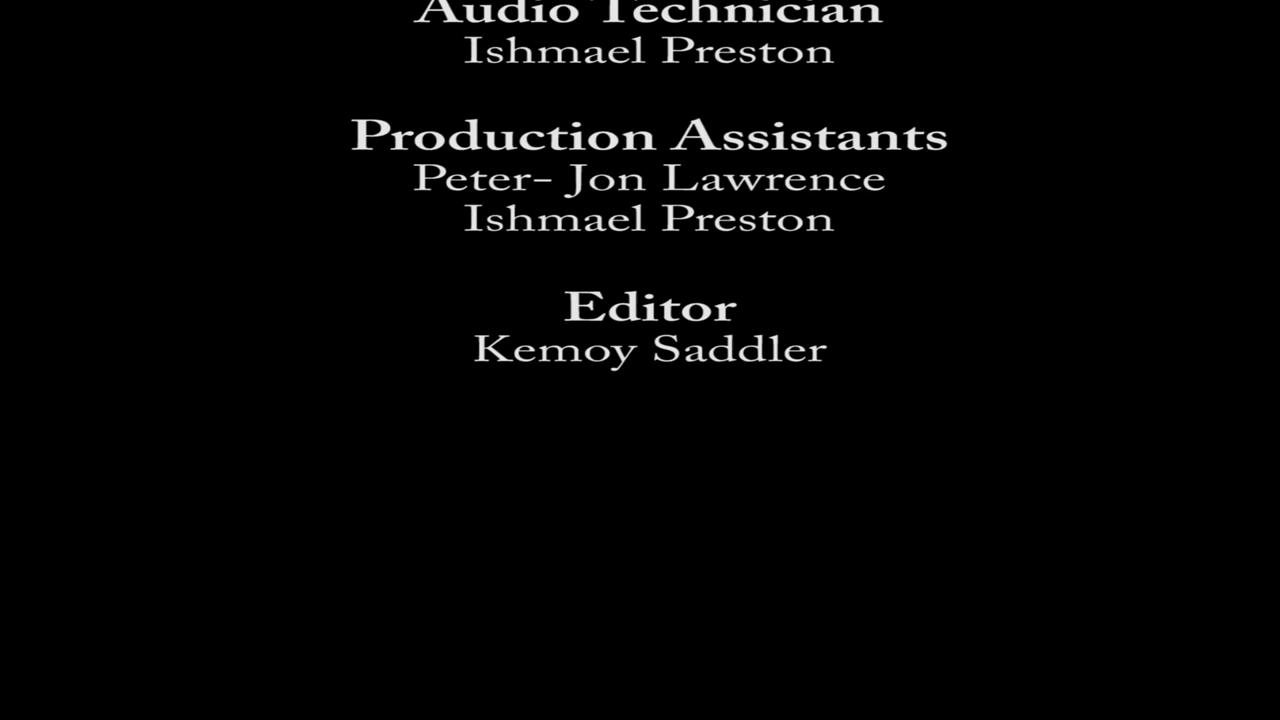 Audio Technician
Ishmael Preston
Production Assistants
Peter- Jon Lawrence
Ishmael Preston
Editor
Kemoy Saddler